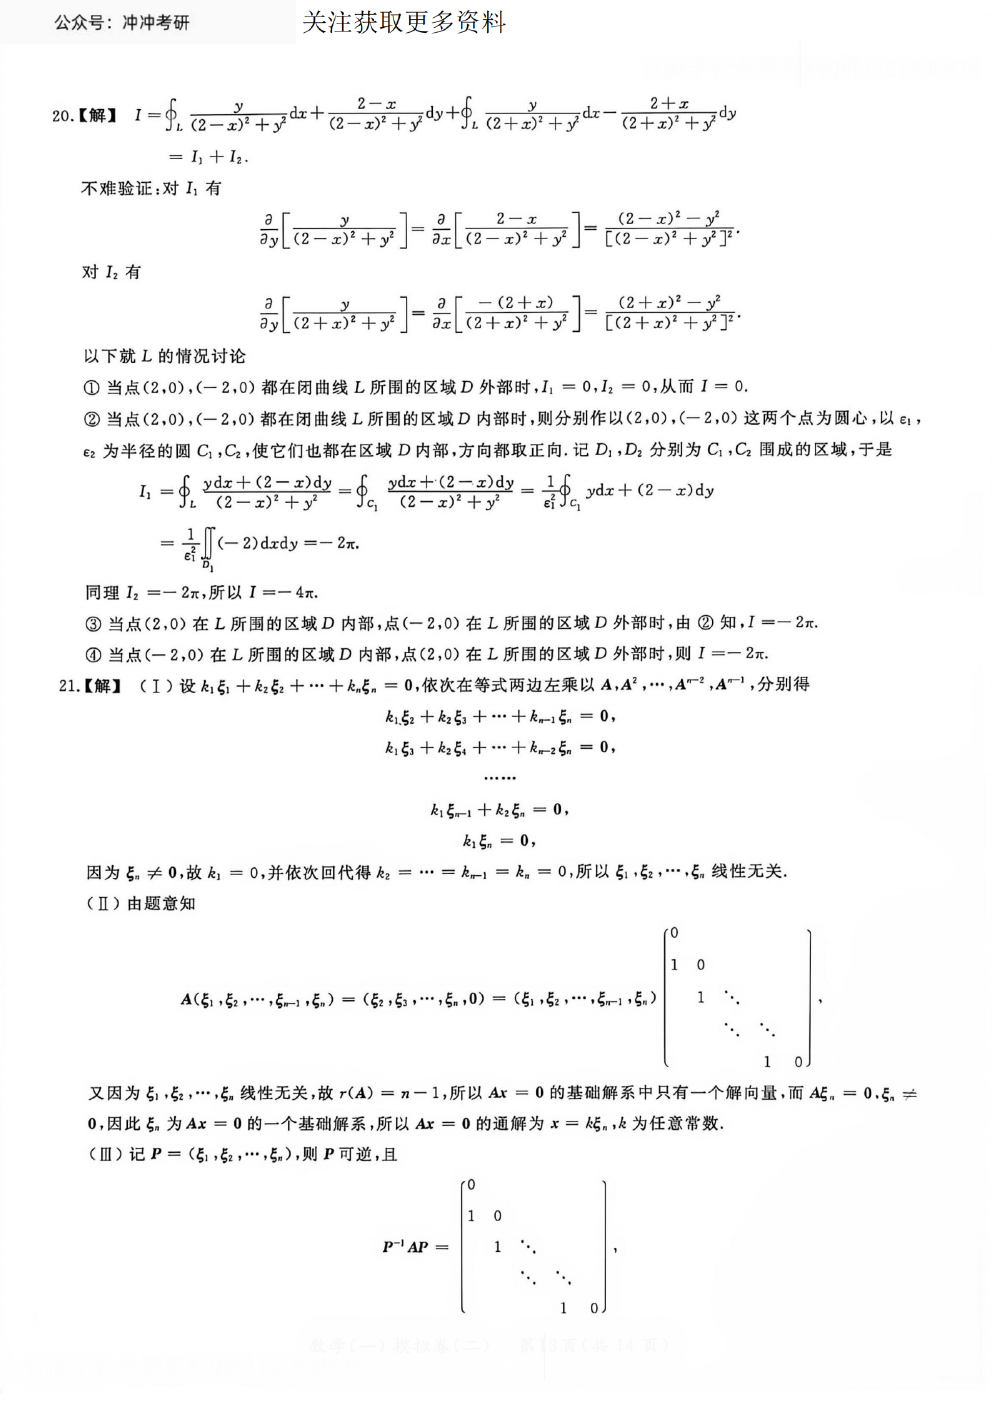 公众号：冲冲考研 关注获取更多资料
20.【解】 I = ∮_L y/((2−x)²+y²) dx + (2−x)/((2−x)²+y²) dy + ∮_L y/((2+x)²+y²) dx − (2+x)/((2+x)²+y²) dy
= I₁ + I₂.
不难验证:对 I₁ 有
∂/∂y[y/((2−x)²+y²)] = ∂/∂x[(2−x)/((2−x)²+y²)] = ((2−x)²−y²)/[(2−x)²+y²]².
对 I₂ 有
∂/∂y[y/((2+x)²+y²)] = ∂/∂x[−(2+x)/((2+x)²+y²)] = ((2+x)²−y²)/[(2+x)²+y²]².
以下就 L 的情况讨论
① 当点(2,0),(−2,0) 都在闭曲线 L 所围的区域 D 外部时,I₁ = 0,I₂ = 0,从而 I = 0.
② 当点(2,0),(−2,0) 都在闭曲线 L 所围的区域 D 内部时,则分别作以(2,0),(−2,0) 这两个点为圆心,以 ε₁,
ε₂ 为半径的圆 C₁,C₂,使它们也都在区域 D 内部,方向都取正向.记 D₁,D₂ 分别为 C₁,C₂ 围成的区域,于是
I₁ = ∮_L (ydx+(2−x)dy)/((2−x)²+y²) = ∮_C₁ (ydx+(2−x)dy)/((2−x)²+y²) = 1/ε₁² ∮_C₁ ydx+(2−x)dy
= 1/ε₁² ∬_D₁ (−2)dxdy =−2π.
同理 I₂ =−2π,所以 I =−4π.
③ 当点(2,0) 在 L 所围的区域 D 内部,点(−2,0) 在 L 所围的区域 D 外部时,由 ② 知,I =−2π.
④ 当点(−2,0) 在 L 所围的区域 D 内部,点(2,0) 在 L 所围的区域 D 外部时,则 I =−2π.
21.【解】 (Ⅰ)设 k₁ξ₁+k₂ξ₂+⋯+kₙξₙ = 0,依次在等式两边左乘以 A,A²,⋯,Aⁿ⁻²,Aⁿ⁻¹,分别得
k₁ξ₂+k₂ξ₃+⋯+kₙ₋₁ξₙ = 0,
k₁ξ₃+k₂ξ₄+⋯+kₙ₋₂ξₙ = 0,
⋯⋯
k₁ξₙ₋₁+k₂ξₙ = 0,
k₁ξₙ = 0,
因为 ξₙ ≠ 0,故 k₁ = 0,并依次回代得 k₂ = ⋯ = kₙ₋₁ = kₙ = 0,所以 ξ₁,ξ₂,⋯,ξₙ 线性无关.
(Ⅱ)由题意知
0
1 0
A(ξ₁,ξ₂,⋯,ξₙ₋₁,ξₙ) = (ξ₂,ξ₃,⋯,ξₙ,0) = (ξ₁,ξ₂,⋯,ξₙ₋₁,ξₙ) 1 ⋱ ,
⋱ ⋱
1 0
又因为 ξ₁,ξ₂,⋯,ξₙ 线性无关,故 r(A) = n−1,所以 Ax = 0 的基础解系中只有一个解向量,而 Aξₙ = 0,ξₙ ≠
0,因此 ξₙ 为 Ax = 0 的一个基础解系,所以 Ax = 0 的通解为 x = kξₙ,k 为任意常数.
(Ⅲ)记 P = (ξ₁,ξ₂,⋯,ξₙ),则 P 可逆,且
0
1 0
P⁻¹AP = 1 ⋱ ,
⋱ ⋱
1 0
数学(一)模拟卷(二) 第13页(共14页)